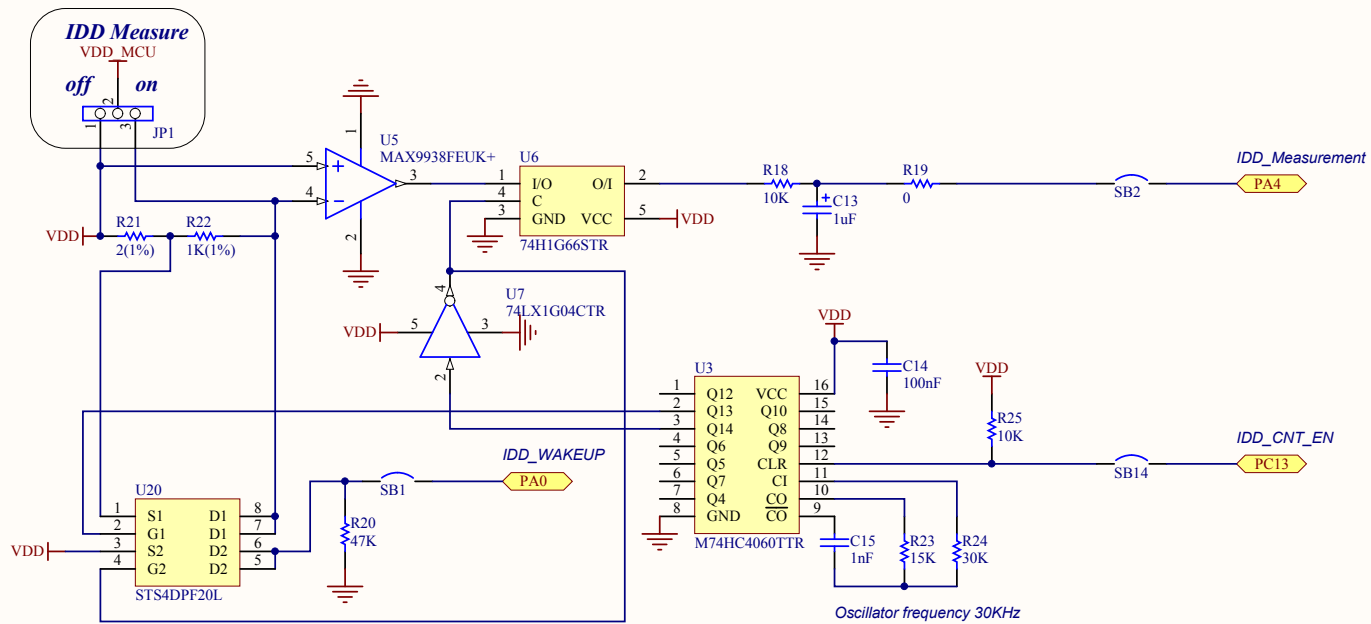 IDD Measure
VDD_MCU
off on
2
1
3
JP1
1
U5
MAX9938FEUK+
5
+
4
-
3
2
U6
1
I/O
O/I
2
4
C
3
GND
VCC
5
VDD
74H1G66STR
R18
10K
+
C13
1uF
R19
0
SB2
IDD_Measurement
PA4
VDD
R21
2(1%)
R22
1K(1%)
4
U7
74LX1G04CTR
VDD
5
3
2
VDD
C14
100nF
U3
1
Q12
VCC
16
2
Q13
Q10
15
3
Q14
Q8
14
4
Q6
Q9
13
5
Q5
CLR
12
6
Q7
CI
11
7
Q4
CO
10
8
GND
CO
9
M74HC4060TTR
VDD
R25
10K
IDD_CNT_EN
SB14
PC13
C15
1nF
R23
15K
R24
30K
Oscillator frequency 30KHz
IDD_WAKEUP
SB1
PA0
R20
47K
U20
1
S1
D1
8
2
G1
D1
7
VDD
3
S2
D2
6
4
G2
D2
5
STS4DPF20L